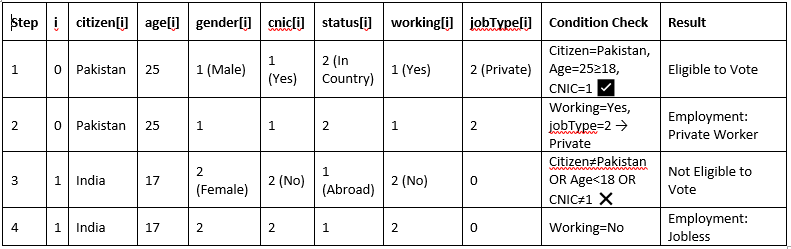 Step i citizen[i] age[i] gender[i] cnic[i] status[i] working[i] jobType[i] Condition Check Result
1 0 Pakistan 25 1 (Male) 1 (Yes) 2 (In Country) 1 (Yes) 2 (Private) Citizen=Pakistan, Age=25≥18, CNIC=1 ✅ Eligible to Vote
2 0 Pakistan 25 1 1 2 1 2 Working=Yes, jobType=2 → Private Employment: Private Worker
3 1 India 17 2 (Female) 2 (No) 1 (Abroad) 2 (No) 0 Citizen≠Pakistan OR Age<18 OR CNIC≠1 ❌ Not Eligible to Vote
4 1 India 17 2 2 1 2 0 Working=No Employment: Jobless